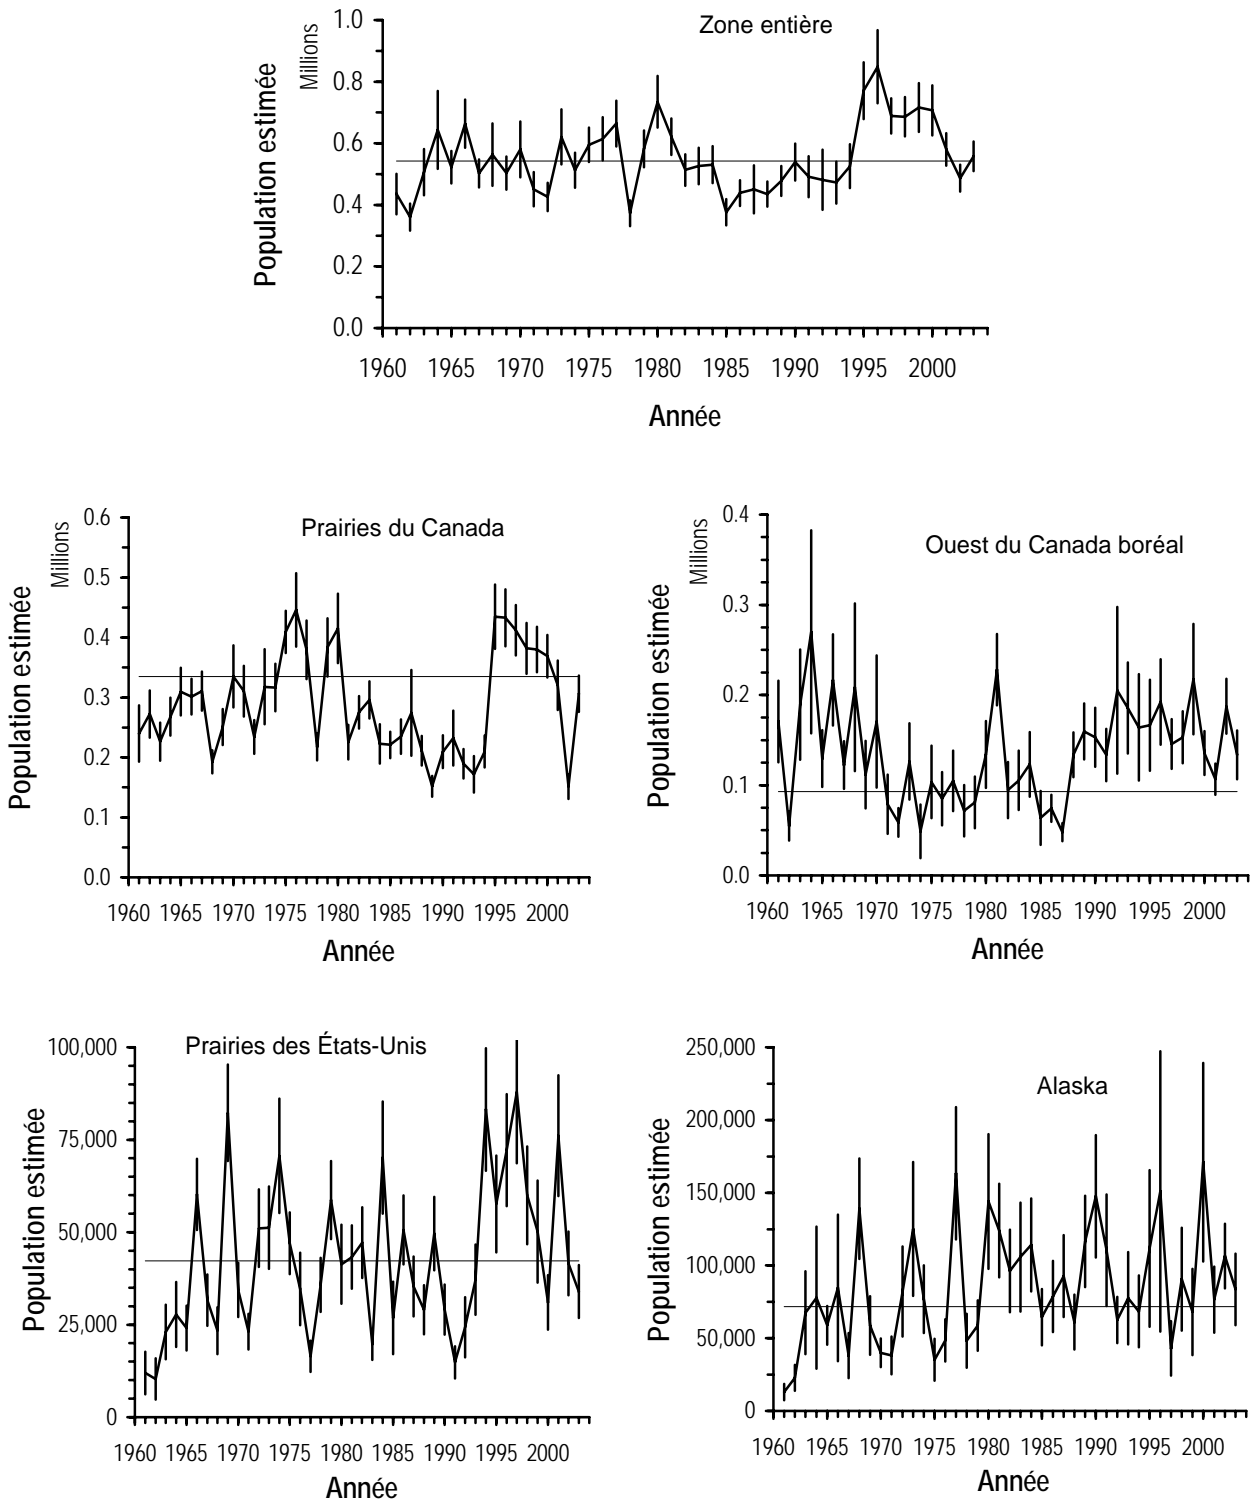 Zone entière
Millions
Population estimée
1.0
0.8
0.6
0.4
0.2
0.0
1960 1965 1970 1975 1980 1985 1990 1995 2000
Année
Prairies du Canada
Millions
Population estimée
0.6
0.5
0.4
0.3
0.2
0.1
0.0
1960 1965 1970 1975 1980 1985 1990 1995 2000
Année
Ouest du Canada boréal
Millions
Population estimée
0.4
0.3
0.2
0.1
0.0
1960 1965 1970 1975 1980 1985 1990 1995 2000
Année
Prairies des États-Unis
Population estimée
100,000
75,000
50,000
25,000
0
1960 1965 1970 1975 1980 1985 1990 1995 2000
Année
Alaska
Population estimée
250,000
200,000
150,000
100,000
50,000
0
1960 1965 1970 1975 1980 1985 1990 1995 2000
Année